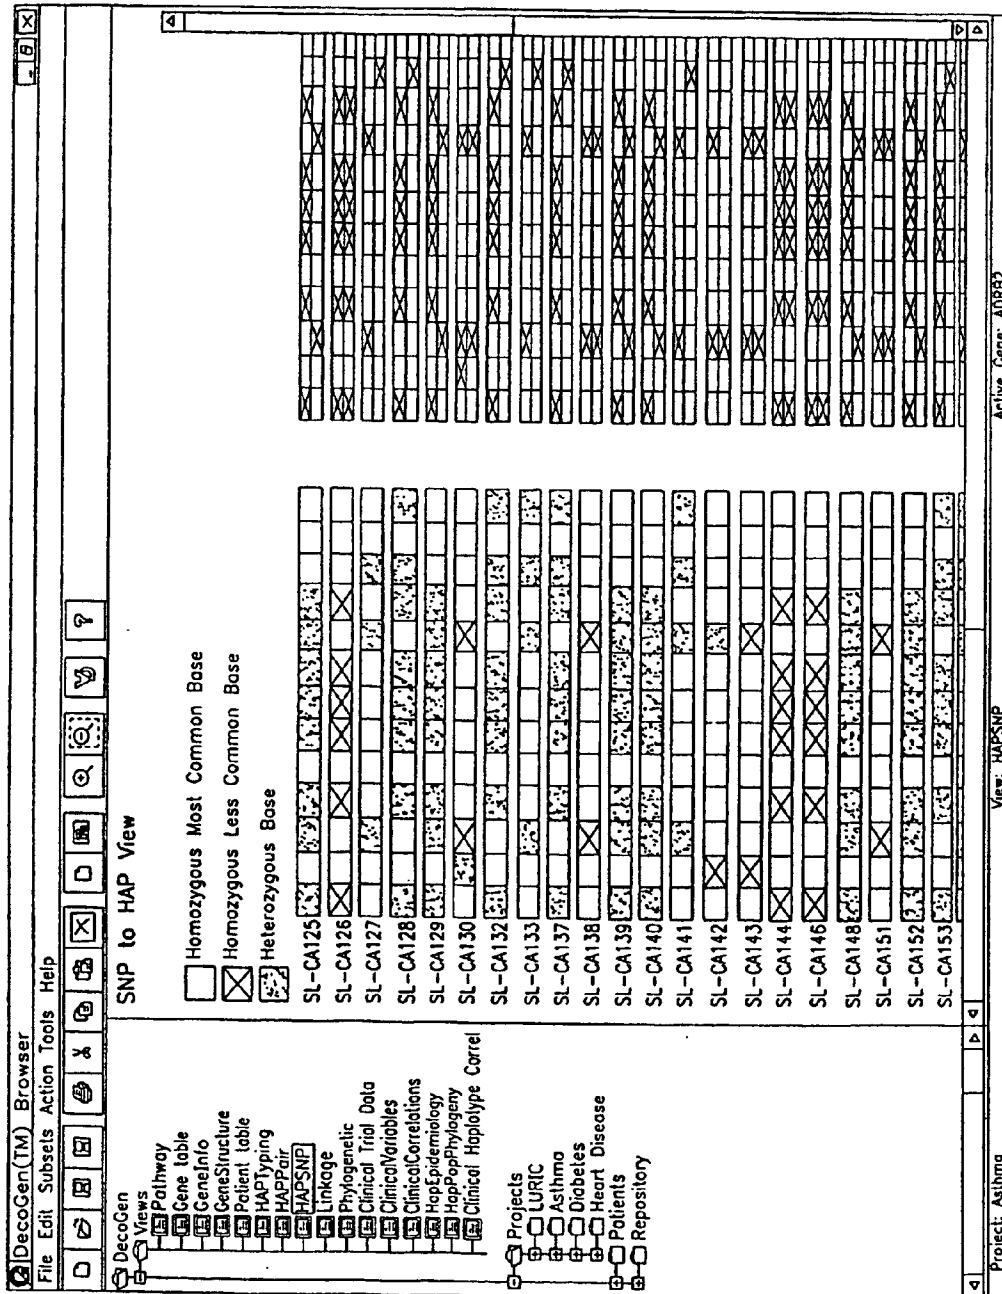 DecoGen(TM) Browser
File Edit Subsets Action Tools Help
?
DecoGen
Views
Pathway
Gene table
GeneInfo
GeneStructure
Patient table
HAPTyping
HAPPair
HAPSNP
Linkage
Phylogenetic
Clinical Trial Data
ClinicalVariables
ClinicalCorrelations
HapEpidemiology
HapPopPhylogeny
Clinical Haplotype Correl
Projects
LURIC
Asthma
Diabetes
Heart Disease
Patients
Repository
SNP to HAP View
Homozygous Most Common Base
Homozygous Less Common Base
Heterozygous Base
SL-CA125
SL-CA126
SL-CA127
SL-CA128
SL-CA129
SL-CA130
SL-CA132
SL-CA133
SL-CA137
SL-CA138
SL-CA139
SL-CA140
SL-CA141
SL-CA142
SL-CA143
SL-CA144
SL-CA146
SL-CA148
SL-CA151
SL-CA152
SL-CA153
Project: Asthma
View: HAPSNP
Active Gene: ADRB2